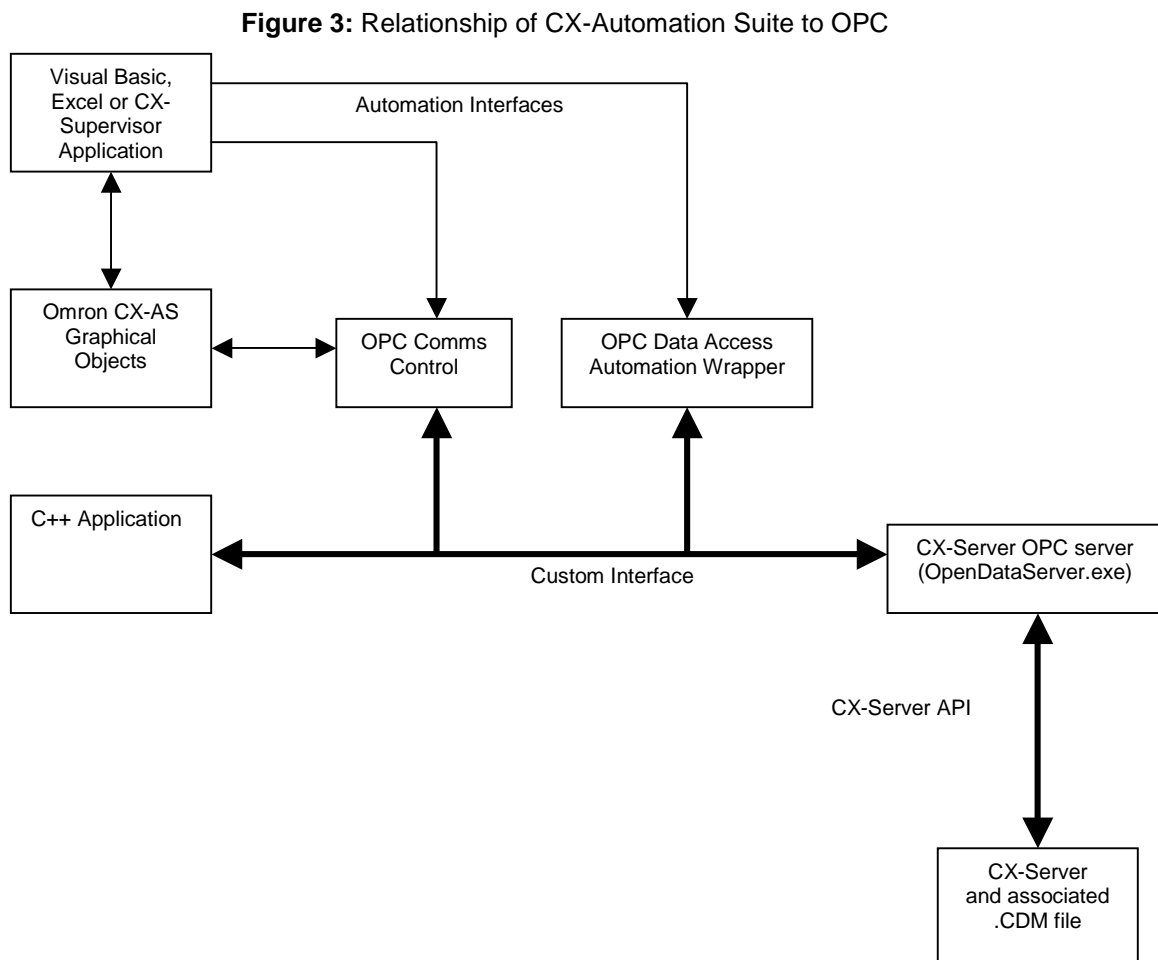 Figure 3: Relationship of CX-Automation Suite to OPC
Visual Basic,
Excel or CX-
Supervisor
Application
Automation Interfaces
Omron CX-AS
Graphical
Objects
OPC Comms
Control
OPC Data Access
Automation Wrapper
C++ Application
Custom Interface
CX-Server OPC server
(OpenDataServer.exe)
CX-Server API
CX-Server
and associated
.CDM file